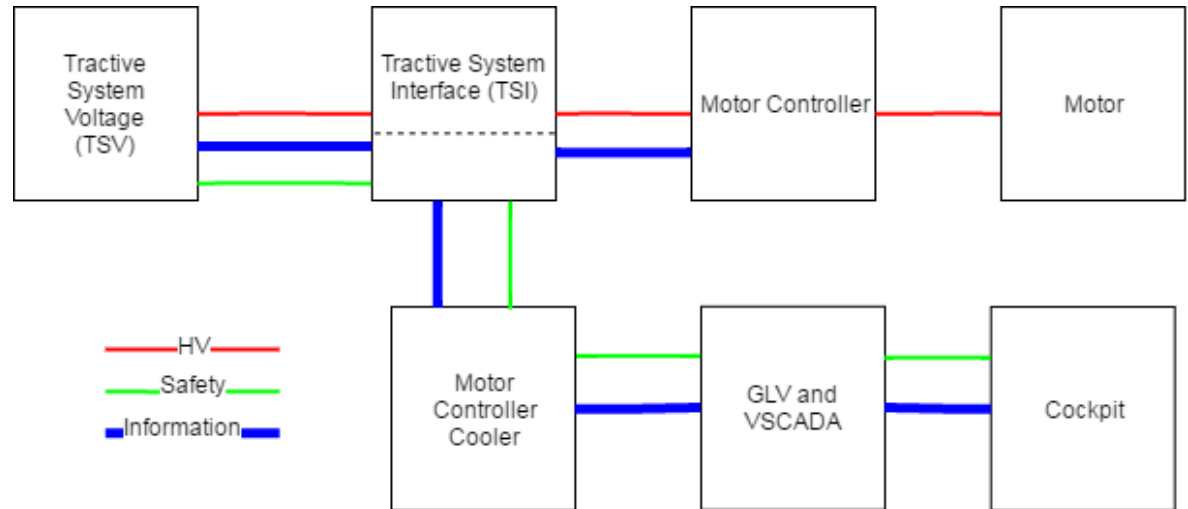 Tractive
System
Voltage
(TSV)
Tractive System
Interface (TSI)
Motor Controller
Motor
HV
Safety
Information
Motor
Controller
Cooler
GLV and
VSCADA
Cockpit